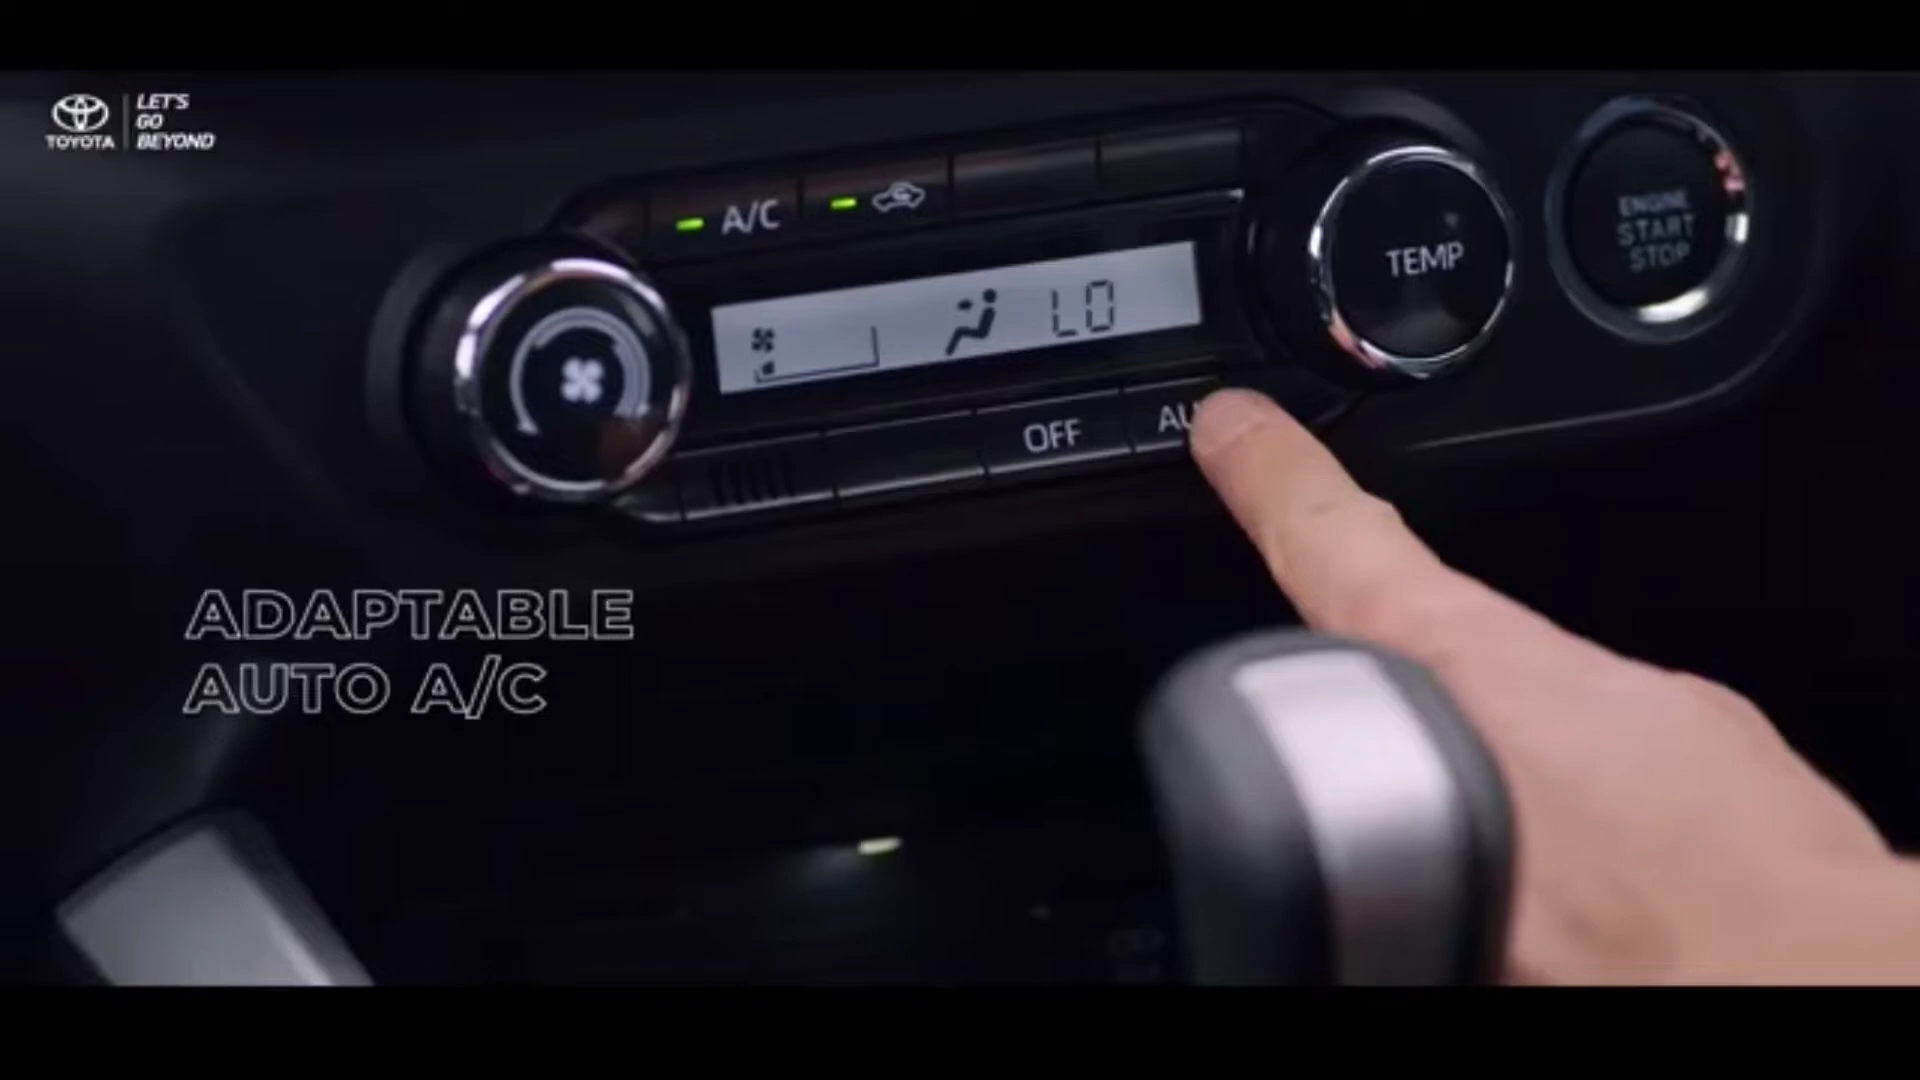 TOYOTA
LET'S
GO
BEYOND
A/C
LO
TEMP
ENGINE
START
STOP
OFF
ADAPTABLE
AUTO A/C